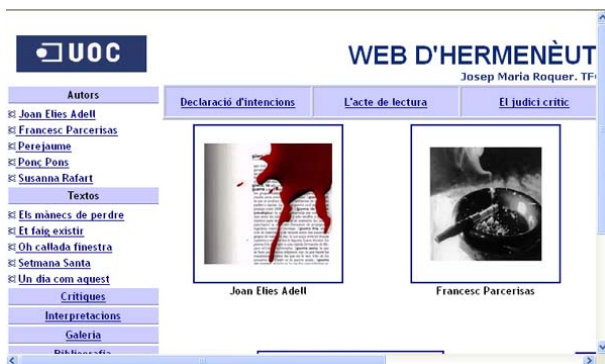 UOC
WEB D'HERMENÈUT
Josep Maria Roquer. TF
Autors
Joan Elies Adell
Francesc Parcerisas
Perejaume
Ponç Pons
Susanna Rafart
Textos
Els mànecs de perdre
Et faig existir
Oh callada finestra
Setmana Santa
Un dia com aquest
Crítiques
Interpretacions
Galeria
Bibliografia
Declaració d'intencions
L'acte de lectura
El judici crític
Joan Elies Adell
Francesc Parcerisas